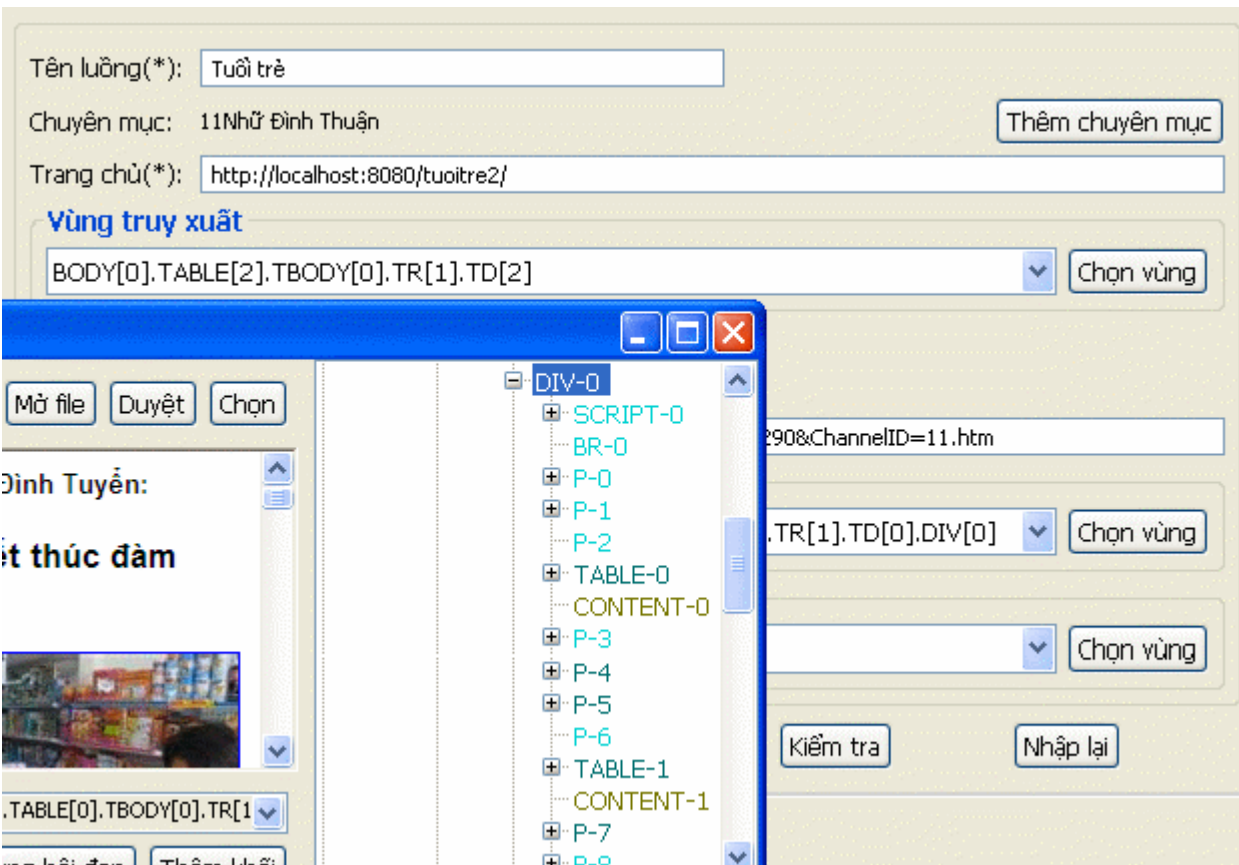 Tên luồng(*): Tuổi trẻ
Chuyên mục: 11Nhữ Đình Thuận Thêm chuyên mục
Trang chủ(*): http://localhost:8080/tuoitre2/
Vùng truy xuất
BODY[0].TABLE[2].TBODY[0].TR[1].TD[2] Chọn vùng
Mở file Duyệt Chọn
Đình Tuyển:
thúc đàm
DIV-0
SCRIPT-0
BR-0
P-0
P-1
P-2
TABLE-0
CONTENT-0
P-3
P-4
P-5
P-6
TABLE-1
CONTENT-1
P-7
P-8
290&ChannelID=11.htm
.TR[1].TD[0].DIV[0] Chọn vùng
Chọn vùng
Kiểm tra Nhập lại
.TABLE[0].TBODY[0].TR[1
Thêm khối